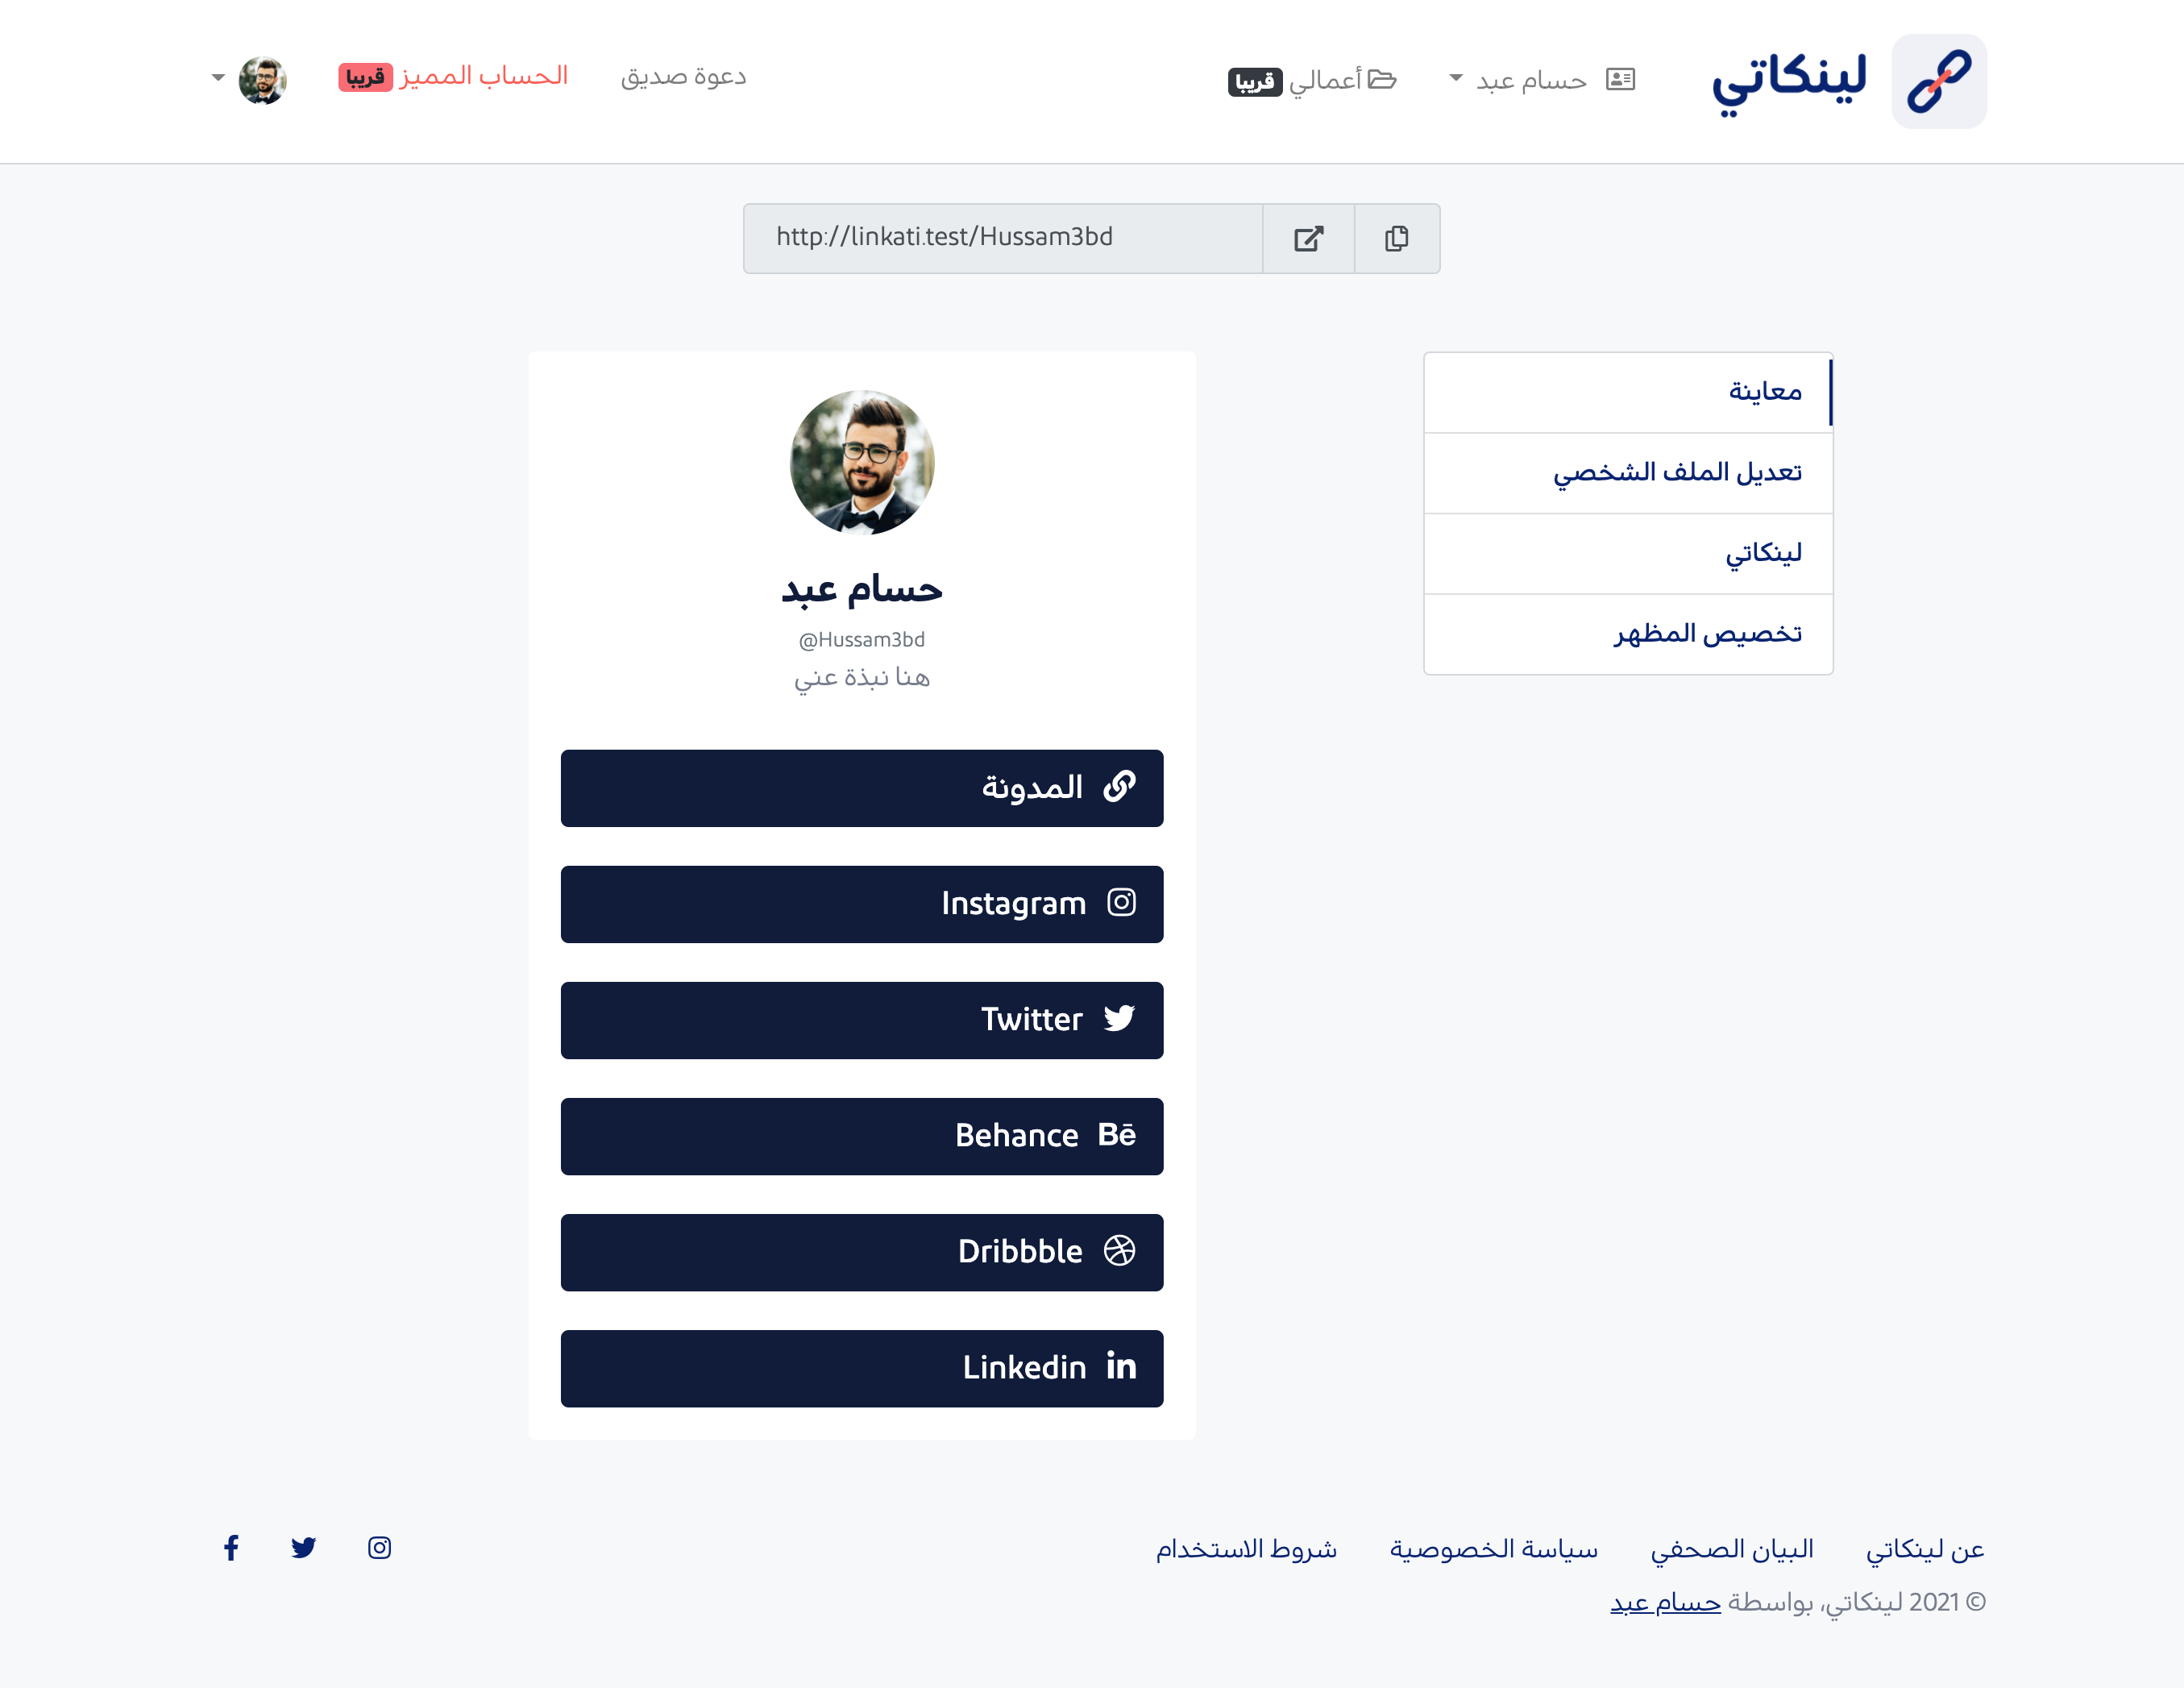 لينكاتي
حسام عبد
أعمالي قريبا
دعوة صديق
الحساب المميز قريبا
http://linkati.test/Hussam3bd
معاينة
تعديل الملف الشخصي
لينكاتي
تخصيص المظهر
حسام عبد
@Hussam3bd
هنا نبذة عني
المدونة
Instagram
Twitter
Bē Behance
Dribbble
in Linkedin
عن لينكاتي
البيان الصحفي
سياسة الخصوصية
شروط الاستخدام
© 2021 لينكاتي، بواسطة حسام عبد